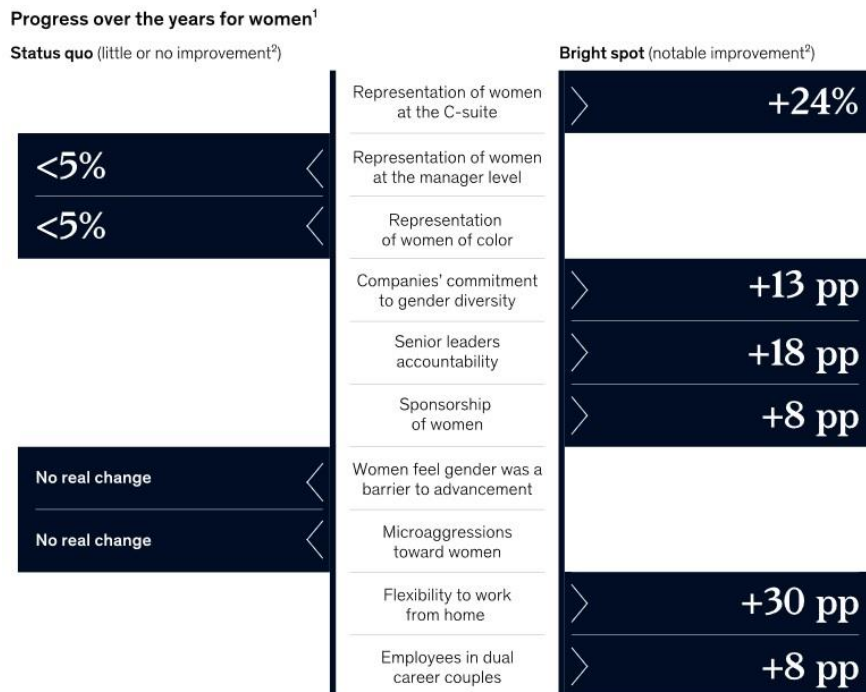 Progress over the years for women¹
Status quo (little or no improvement²)
Bright spot (notable improvement²)
Representation of women
at the C-suite
+24%
<5%
Representation of women
at the manager level
<5%
Representation
of women of color
Companies' commitment
to gender diversity
+13 pp
Senior leaders
accountability
+18 pp
Sponsorship
of women
+8 pp
No real change
Women feel gender was a
barrier to advancement
No real change
Microaggressions
toward women
Flexibility to work
from home
+30 pp
Employees in dual
career couples
+8 pp